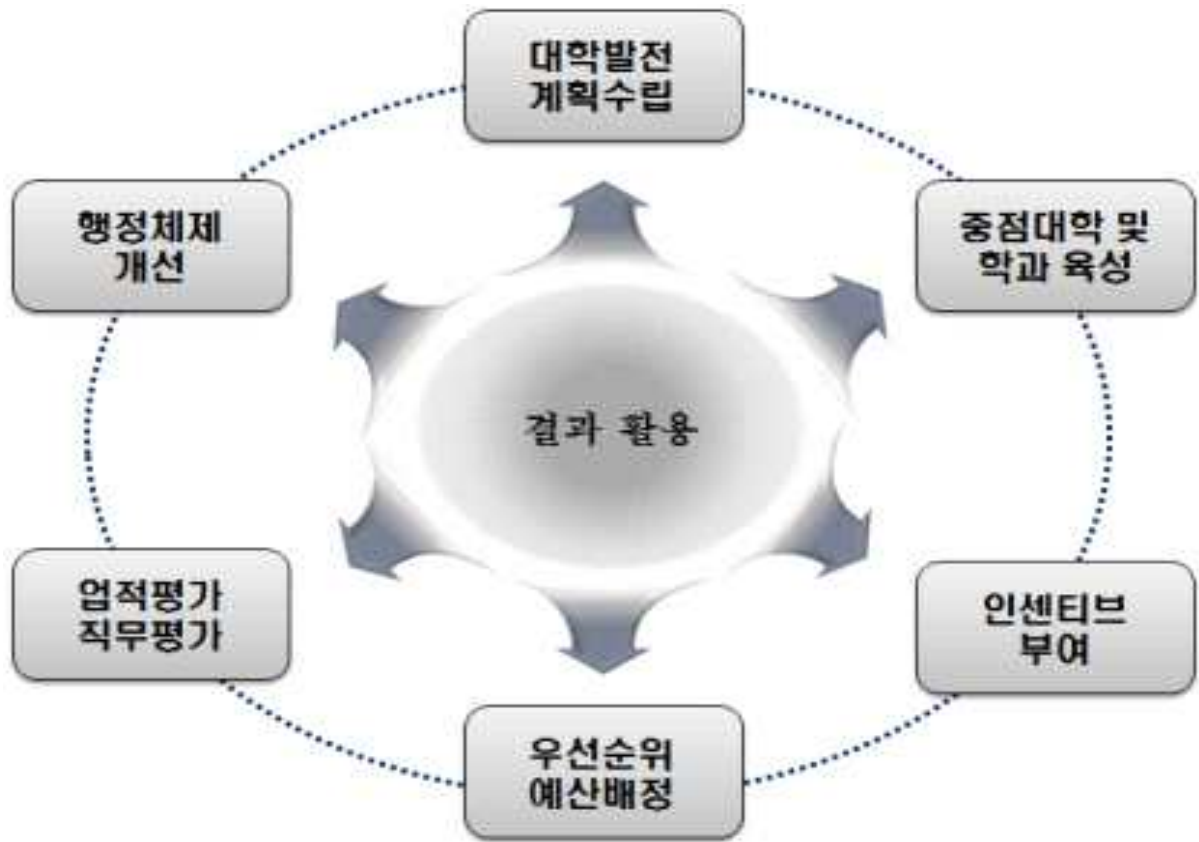 대학발전
계획수립
행정체제
개선
중점대학 및
학과 육성
결과 활용
업적평가
직무평가
인센티브
부여
우선순위
예산배정